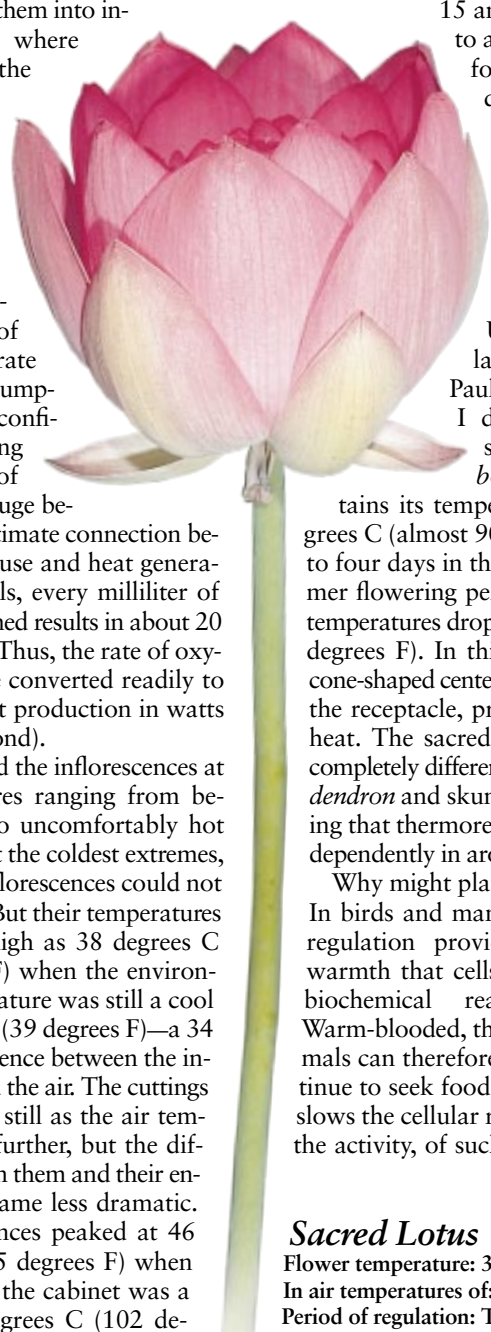 them into in-
where
the
of
rate
ump-
confi-
ng
of
uge be-
timate connection be-
use and heat genera-
ls, every milliliter of
ned results in about 20
Thus, the rate of oxy-
converted readily to
t production in watts
ond).
d the inflorescences at
res ranging from be-
o uncomfortably hot
t the coldest extremes,
florescences could not
But their temperatures
igh as 38 degrees C
F) when the environ-
ature was still a cool
(39 degrees F)—a 34
ence between the in-
the air. The cuttings
still as the air tem-
further, but the dif-
n them and their en-
ame less dramatic.
nces peaked at 46
5 degrees F) when
the cabinet was a
grees C (102 de-
15 an
to a
fo
U
la
Paul
I d
s
b
tains its tempe
grees C (almost 90
to four days in th
mer flowering pe
temperatures drop
degrees F). In thi
cone-shaped cente
the receptacle, pr
heat. The sacred
completely differe
dendron and skun
ing that thermore
dependently in aro
Why might pla
In birds and man
regulation provi
warmth that cells
biochemical rea
Warm-blooded, th
mals can therefore
tinue to seek food
slows the cellular r
the activity, of suc
Sacred Lotus
Flower temperature: 3
In air temperatures of:
Period of regulation: T